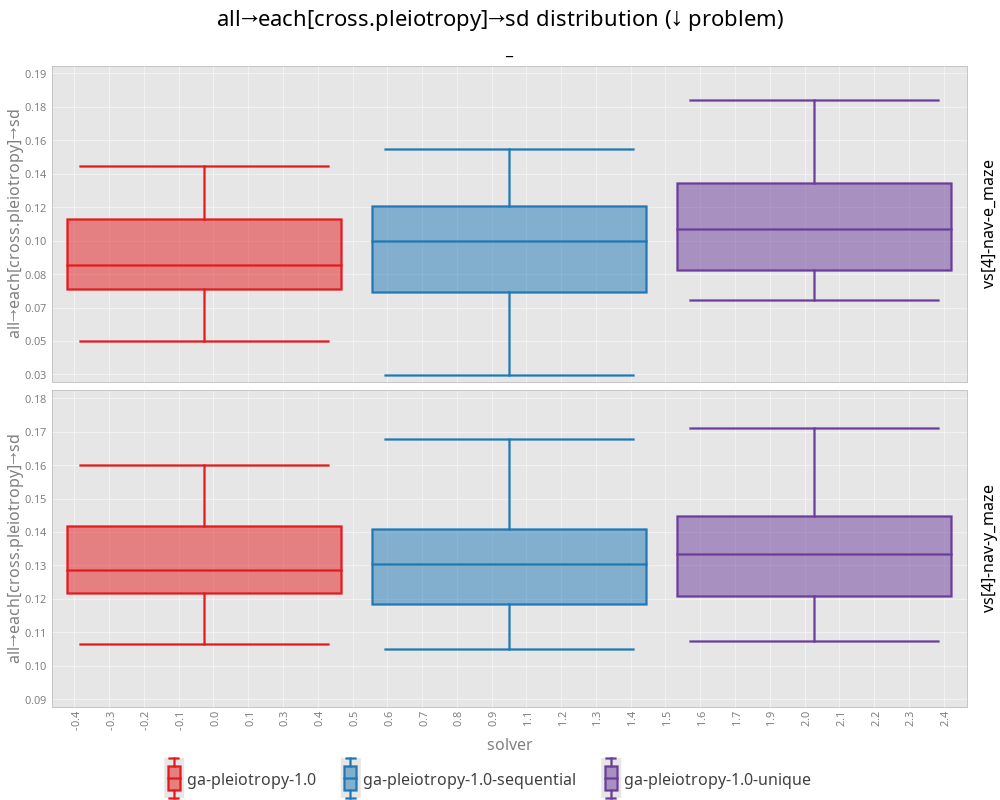 all→each[cross.pleiotropy]→sd distribution (↓ problem)
–
all→each[cross.pleiotropy]→sd
0.19
0.18
0.16
0.14
0.12
0.10
0.08
0.07
0.05
0.03
vs[4]-nav-e_maze
all→each[cross.pleiotropy]→sd
0.18
0.17
0.16
0.15
0.14
0.13
0.12
0.11
0.10
0.09
vs[4]-nav-y_maze
-0.4 -0.3 -0.2 -0.1 0.0 0.1 0.3 0.4 0.5 0.6 0.7 0.8 0.9 1.0 1.1 1.2 1.3 1.4 1.5 1.6 1.7 1.8 1.9 2.0 2.1 2.2 2.3 2.4
solver
ga-pleiotropy-1.0 ga-pleiotropy-1.0-sequential ga-pleiotropy-1.0-unique